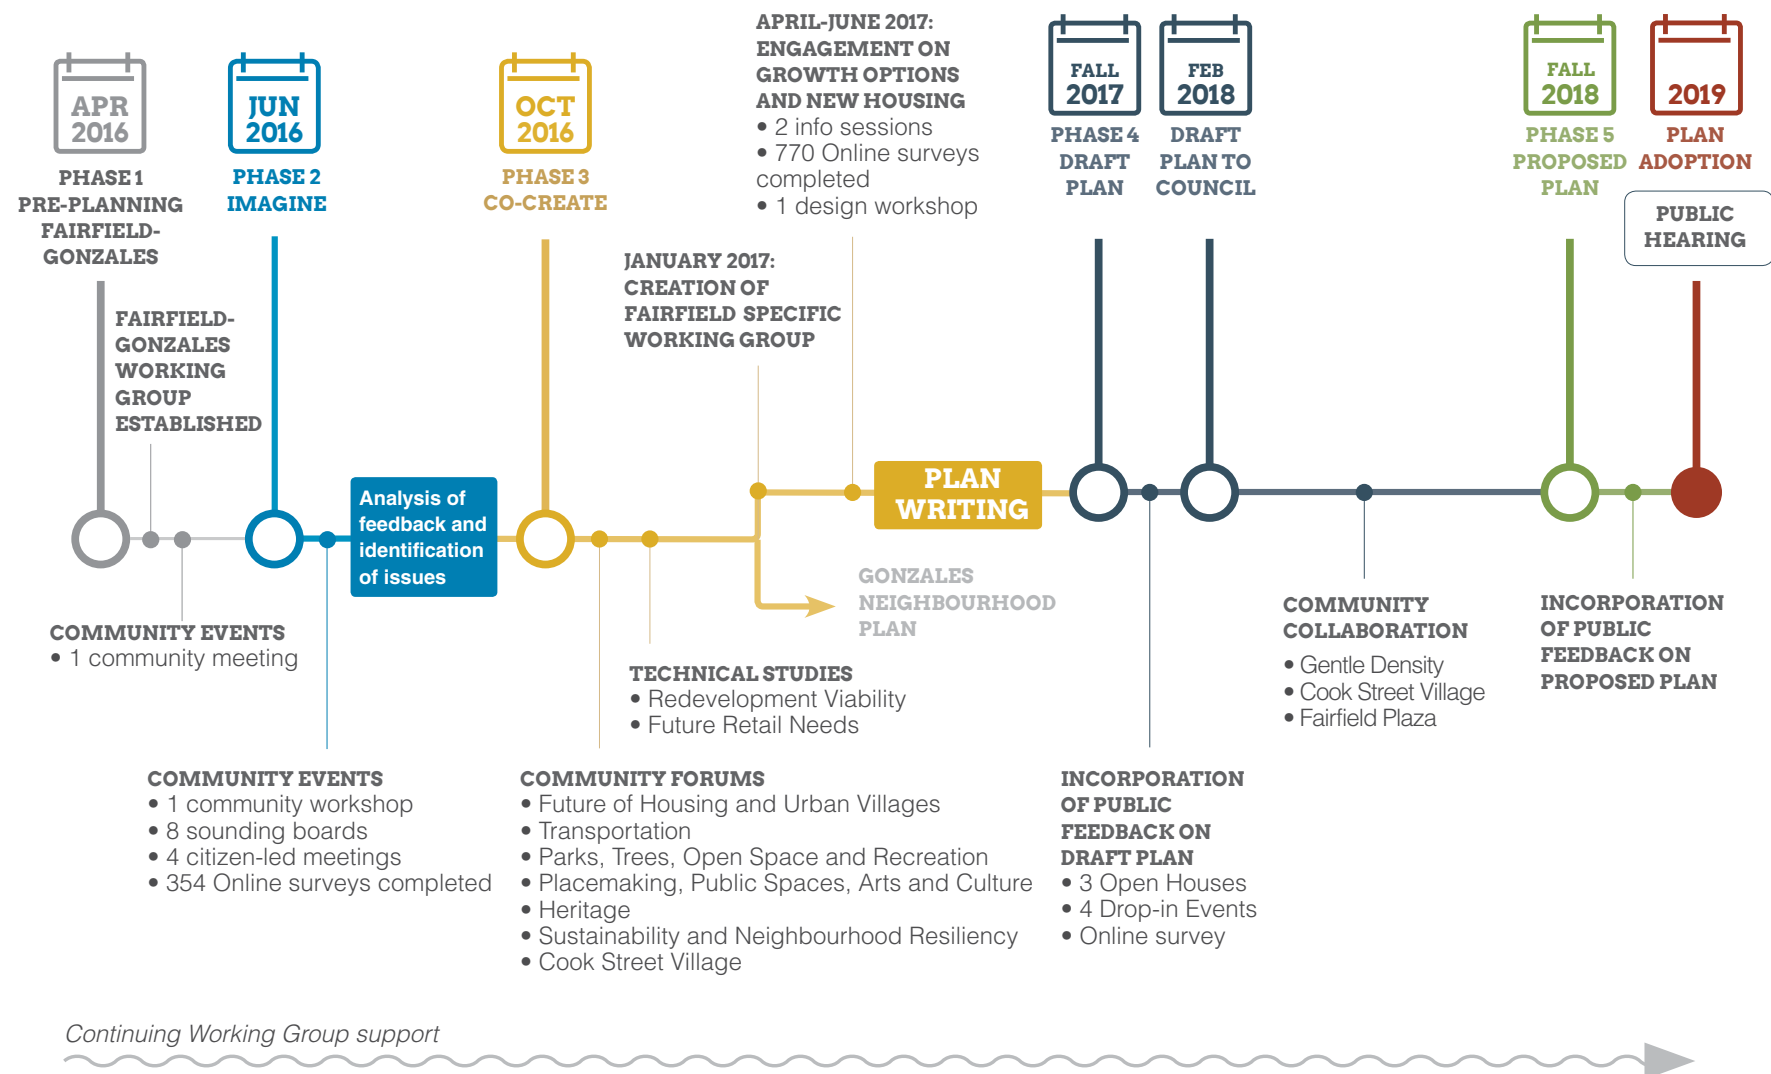 APR
2016
PHASE 1
PRE-PLANNING
FAIRFIELD-
GONZALES
FAIRFIELD-
GONZALES
WORKING
GROUP
ESTABLISHED
COMMUNITY EVENTS
• 1 community meeting
JUN
2016
PHASE 2
IMAGINE
COMMUNITY EVENTS
• 1 community workshop
• 8 sounding boards
• 4 citizen-led meetings
• 354 Online surveys completed
Analysis of
feedback and
identification
of issues
OCT
2016
PHASE 3
CO-CREATE
COMMUNITY FORUMS
• Future of Housing and Urban Villages
• Transportation
• Parks, Trees, Open Space and Recreation
• Placemaking, Public Spaces, Arts and Culture
• Heritage
• Sustainability and Neighbourhood Resiliency
• Cook Street Village
TECHNICAL STUDIES
• Redevelopment Viability
• Future Retail Needs
JANUARY 2017:
CREATION OF
FAIRFIELD SPECIFIC
WORKING GROUP
GONZALES
NEIGHBOURHOOD
PLAN
APRIL-JUNE 2017:
ENGAGEMENT ON
GROWTH OPTIONS
AND NEW HOUSING
• 2 info sessions
• 770 Online surveys
completed
• 1 design workshop
PLAN
WRITING
FALL
2017
PHASE 4
DRAFT
PLAN
INCORPORATION
OF PUBLIC
FEEDBACK ON
DRAFT PLAN
• 3 Open Houses
• 4 Drop-in Events
• Online survey
FEB
2018
DRAFT
PLAN TO
COUNCIL
COMMUNITY
COLLABORATION
• Gentle Density
• Cook Street Village
• Fairfield Plaza
FALL
2018
PHASE 5
PROPOSED
PLAN
INCORPORATION
OF PUBLIC
FEEDBACK ON
PROPOSED PLAN
2019
PLAN
ADOPTION
PUBLIC
HEARING
Continuing Working Group support